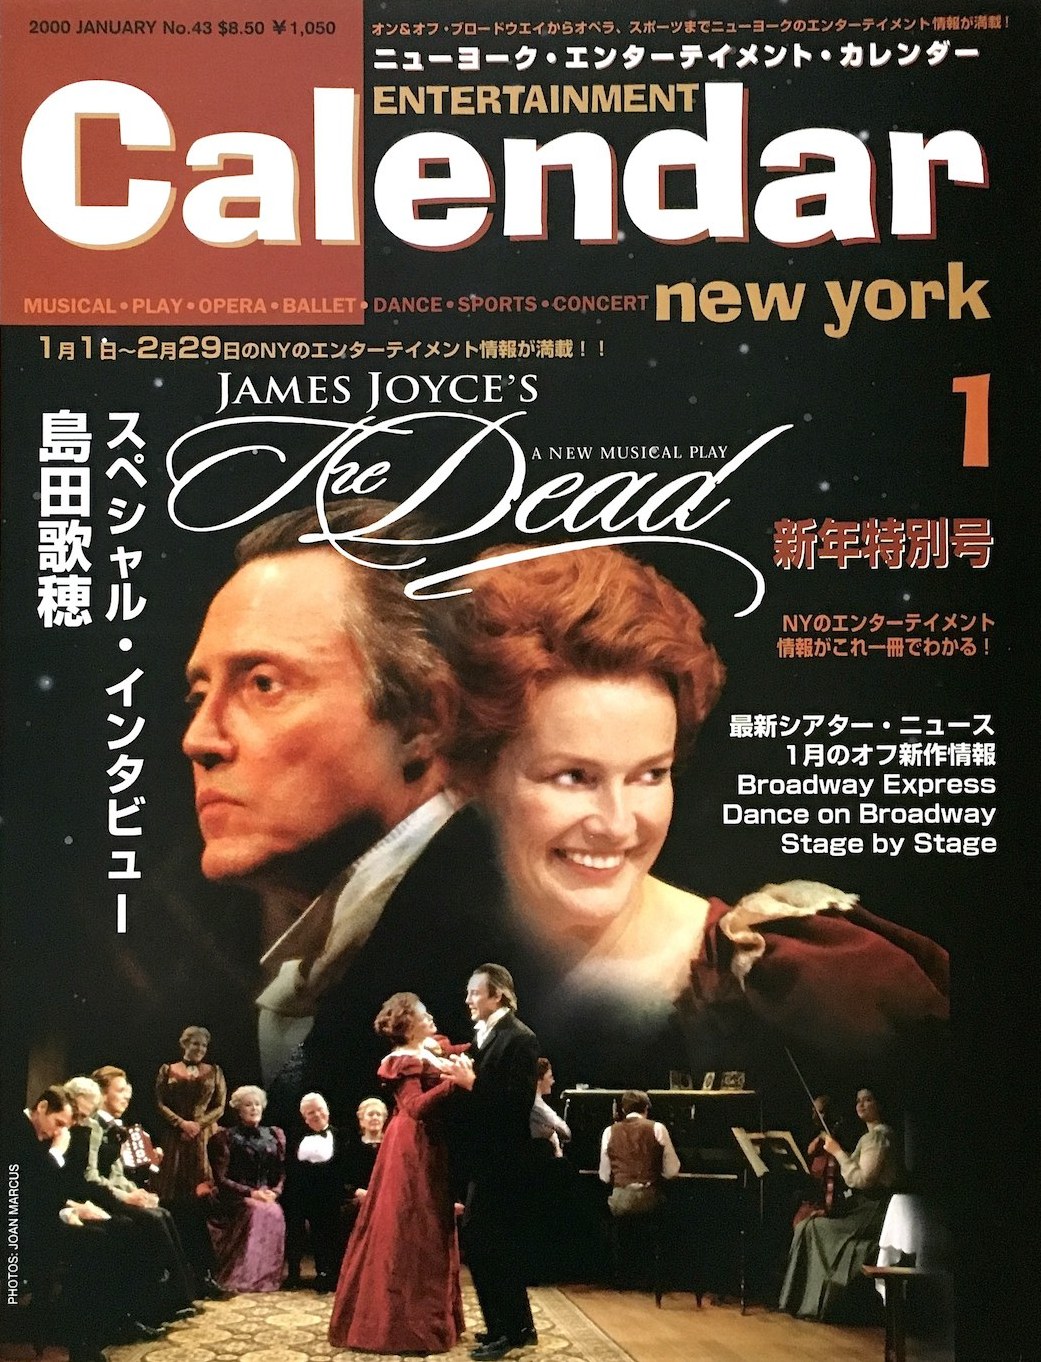 2000 JANUARY No.43 $8.50 ¥1,050
オン&オフ・ブロードウエイからオペラ、スポーツまでニューヨークのエンターテイメント情報が満載！
ニューヨーク・エンターテイメント・カレンダー
ENTERTAINMENT
Calendar
MUSICAL•PLAY•OPERA•BALLET•DANCE•SPORTS•CONCERT
new york
1月1日〜2月29日のNYのエンターテイメント情報が満載！！
1
JAMES JOYCE'S
The Dead
A NEW MUSICAL PLAY
スペシャル・インタビュー
島田歌穂
新年特別号
NYのエンターテイメント
情報がこれ一冊でわかる！
最新シアター・ニュース
1月のオフ新作情報
Broadway Express
Dance on Broadway
Stage by Stage
PHOTOS: JOAN MARCUS